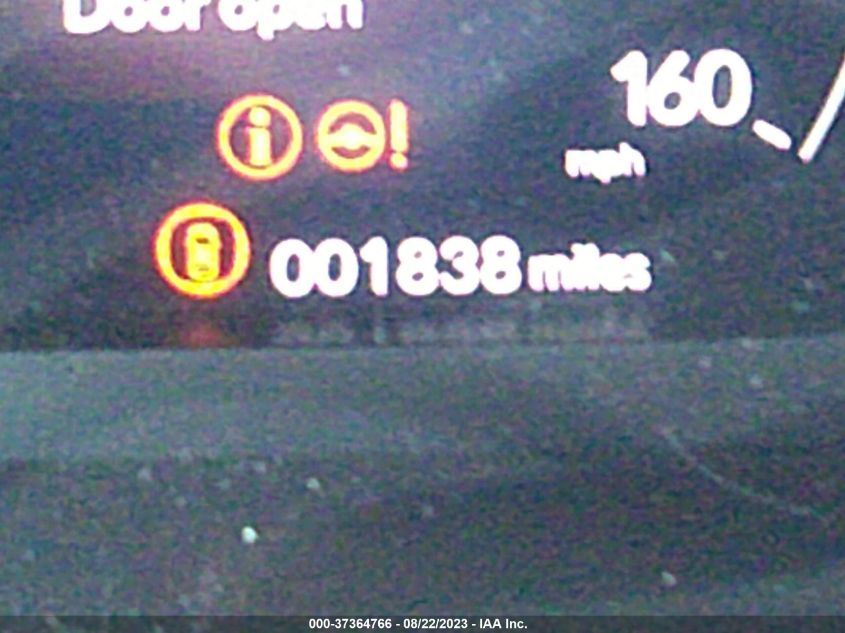 Door open
160
mph
001838 miles
000-37364766 - 08/22/2023 - IAA Inc.